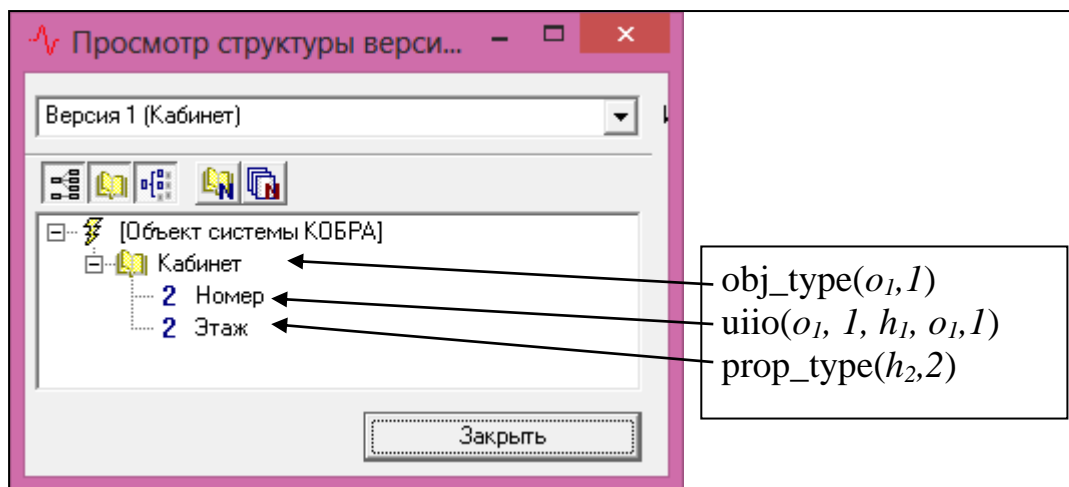 Просмотр структуры верси...
Версия 1 (Кабинет)
[Объект системы КОБРА]
Кабинет
2 Номер
2 Этаж
Закрыть
obj_type(o1,1)
uiio(o1, 1, h1, o1,1)
prop_type(h2,2)